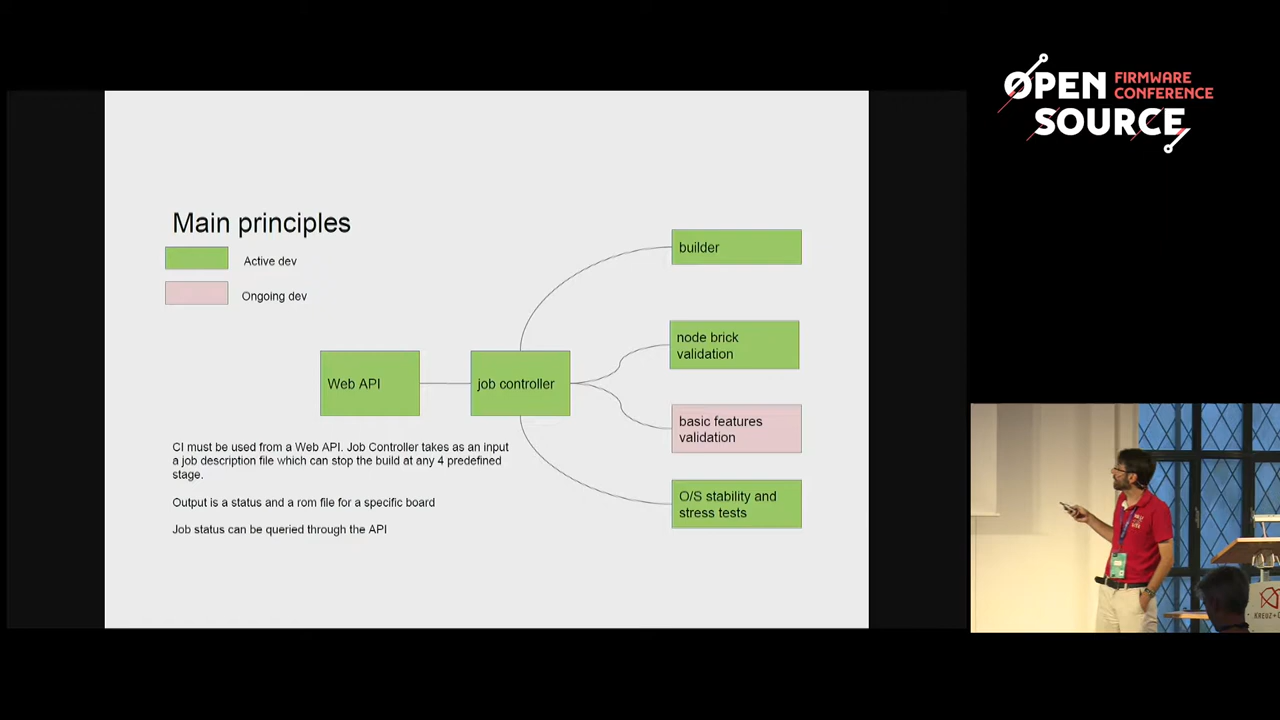 OPEN FIRMWARE
CONFERENCE
SOURCE
Main principles
Active dev
Ongoing dev
builder
node brick
validation
Web API
job controller
basic features
validation
CI must be used from a Web API. Job Controller takes as an input
a job description file which can stop the build at any 4 predefined
stage.
Output is a status and a rom file for a specific board
Job status can be queried through the API
O/S stability and
stress tests